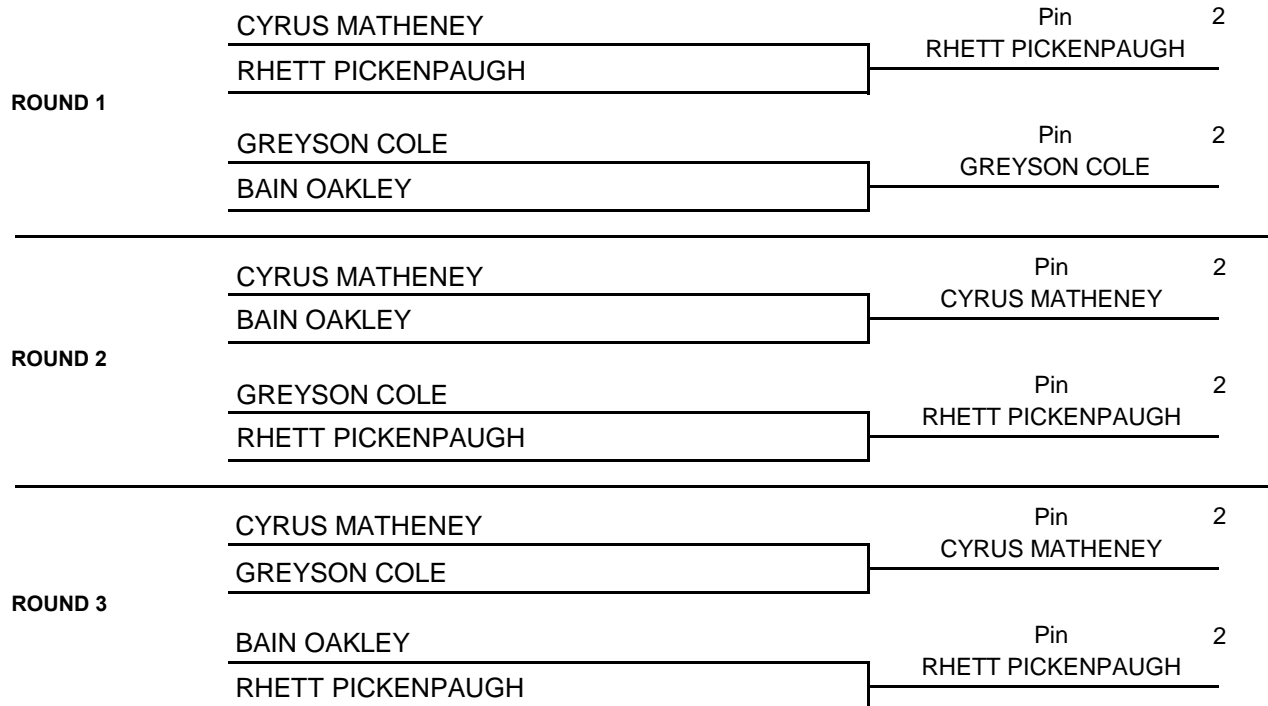 CYRUS MATHENEY
Pin 2
RHETT PICKENPAUGH
RHETT PICKENPAUGH
ROUND 1
GREYSON COLE
Pin 2
GREYSON COLE
BAIN OAKLEY
CYRUS MATHENEY
Pin 2
CYRUS MATHENEY
BAIN OAKLEY
ROUND 2
GREYSON COLE
Pin 2
RHETT PICKENPAUGH
RHETT PICKENPAUGH
CYRUS MATHENEY
Pin 2
CYRUS MATHENEY
GREYSON COLE
ROUND 3
BAIN OAKLEY
Pin 2
RHETT PICKENPAUGH
RHETT PICKENPAUGH